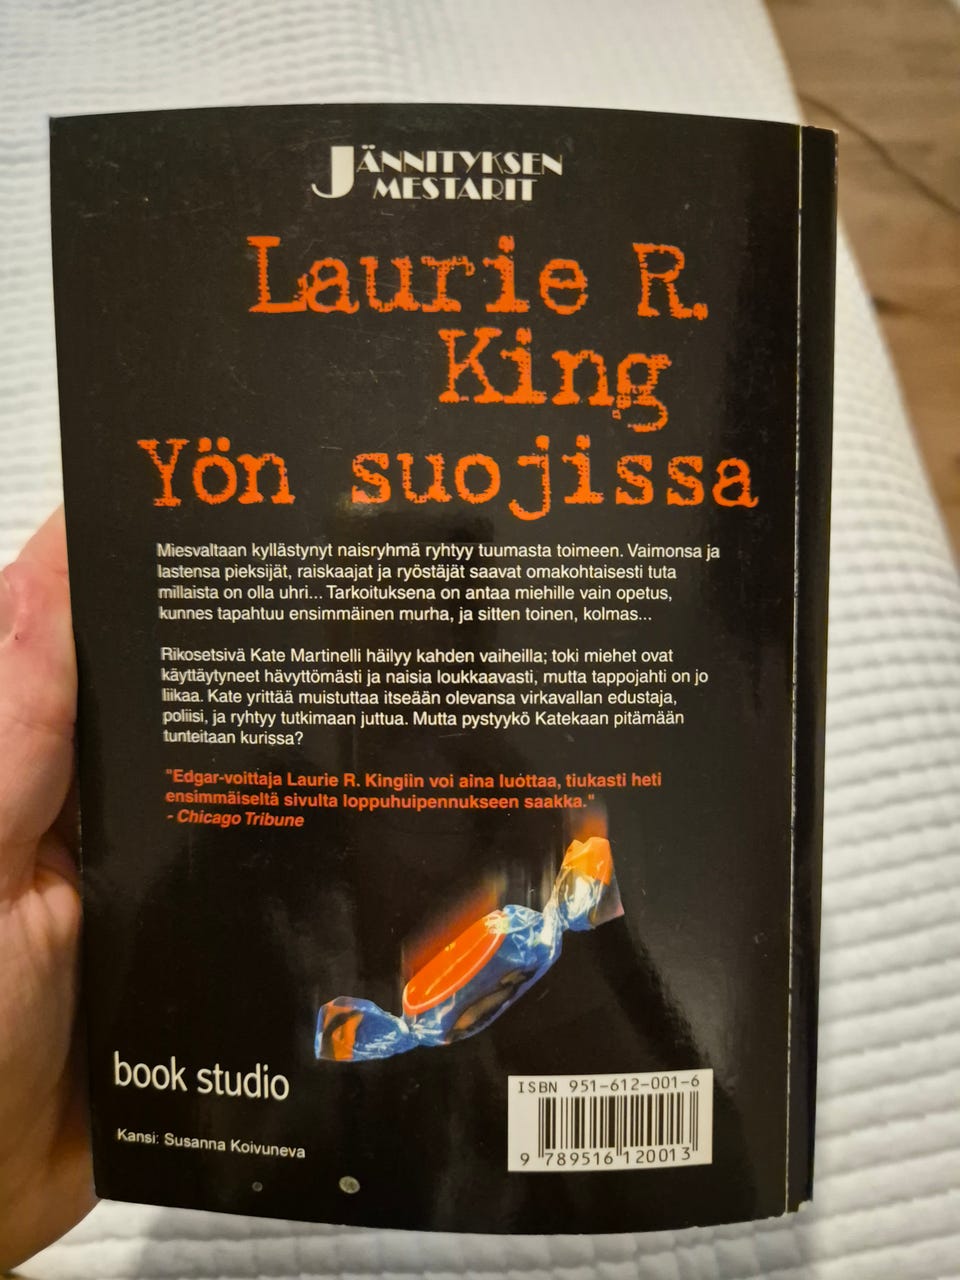 JÄNNITYKSEN
MESTARIT
Laurie R.
King
Yön suojissa
Miesvaltaan kyllästynyt naisryhmä ryhtyy tuumasta toimeen. Vaimonsa ja
lastensa pieksijät, raiskaajat ja ryöstäjät saavat omakohtaisesti tuta
millaista on olla uhri... Tarkoituksena on antaa miehille vain opetus,
kunnes tapahtuu ensimmäinen murha, ja sitten toinen, kolmas...
Rikosetsivä Kate Martinelli häilyy kahden vaiheilla; toki miehet ovat
käyttäytyneet hävyttömästi ja naisia loukkaavasti, mutta tappojahti on jo
liikaa. Kate yrittää muistuttaa itseään olevansa virkavallan edustaja,
poliisi, ja ryhtyy tutkimaan juttua. Mutta pystyykö Katekaan pitämään
tunteitaan kurissa?
"Edgar-voittaja Laurie R. Kingiin voi aina luottaa, tiukasti heti
ensimmäiseltä sivulta loppuhuipennukseen saakka."
- Chicago Tribune
book studio
Kansi: Susanna Koivuneva
ISBN 951-612-001-6
9 789516 120013